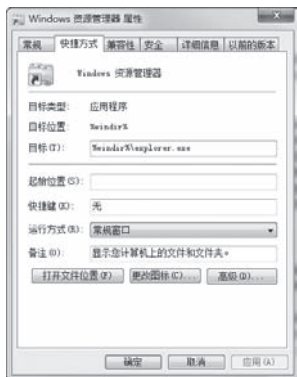 Windows 资源管理器 属性
常规 快捷方式 兼容性 安全 详细信息 以前的版本
Windows 资源管理器
目标类型: 应用程序
目标位置: %windir%
目标(T): %windir%\explorer.exe
起始位置(S):
快捷键(K): 无
运行方式(R): 常规窗口
备注(O): 显示您计算机上的文件和文件夹。
打开文件位置(F) 更改图标(C)... 高级(D)...
确定 取消 应用(A)